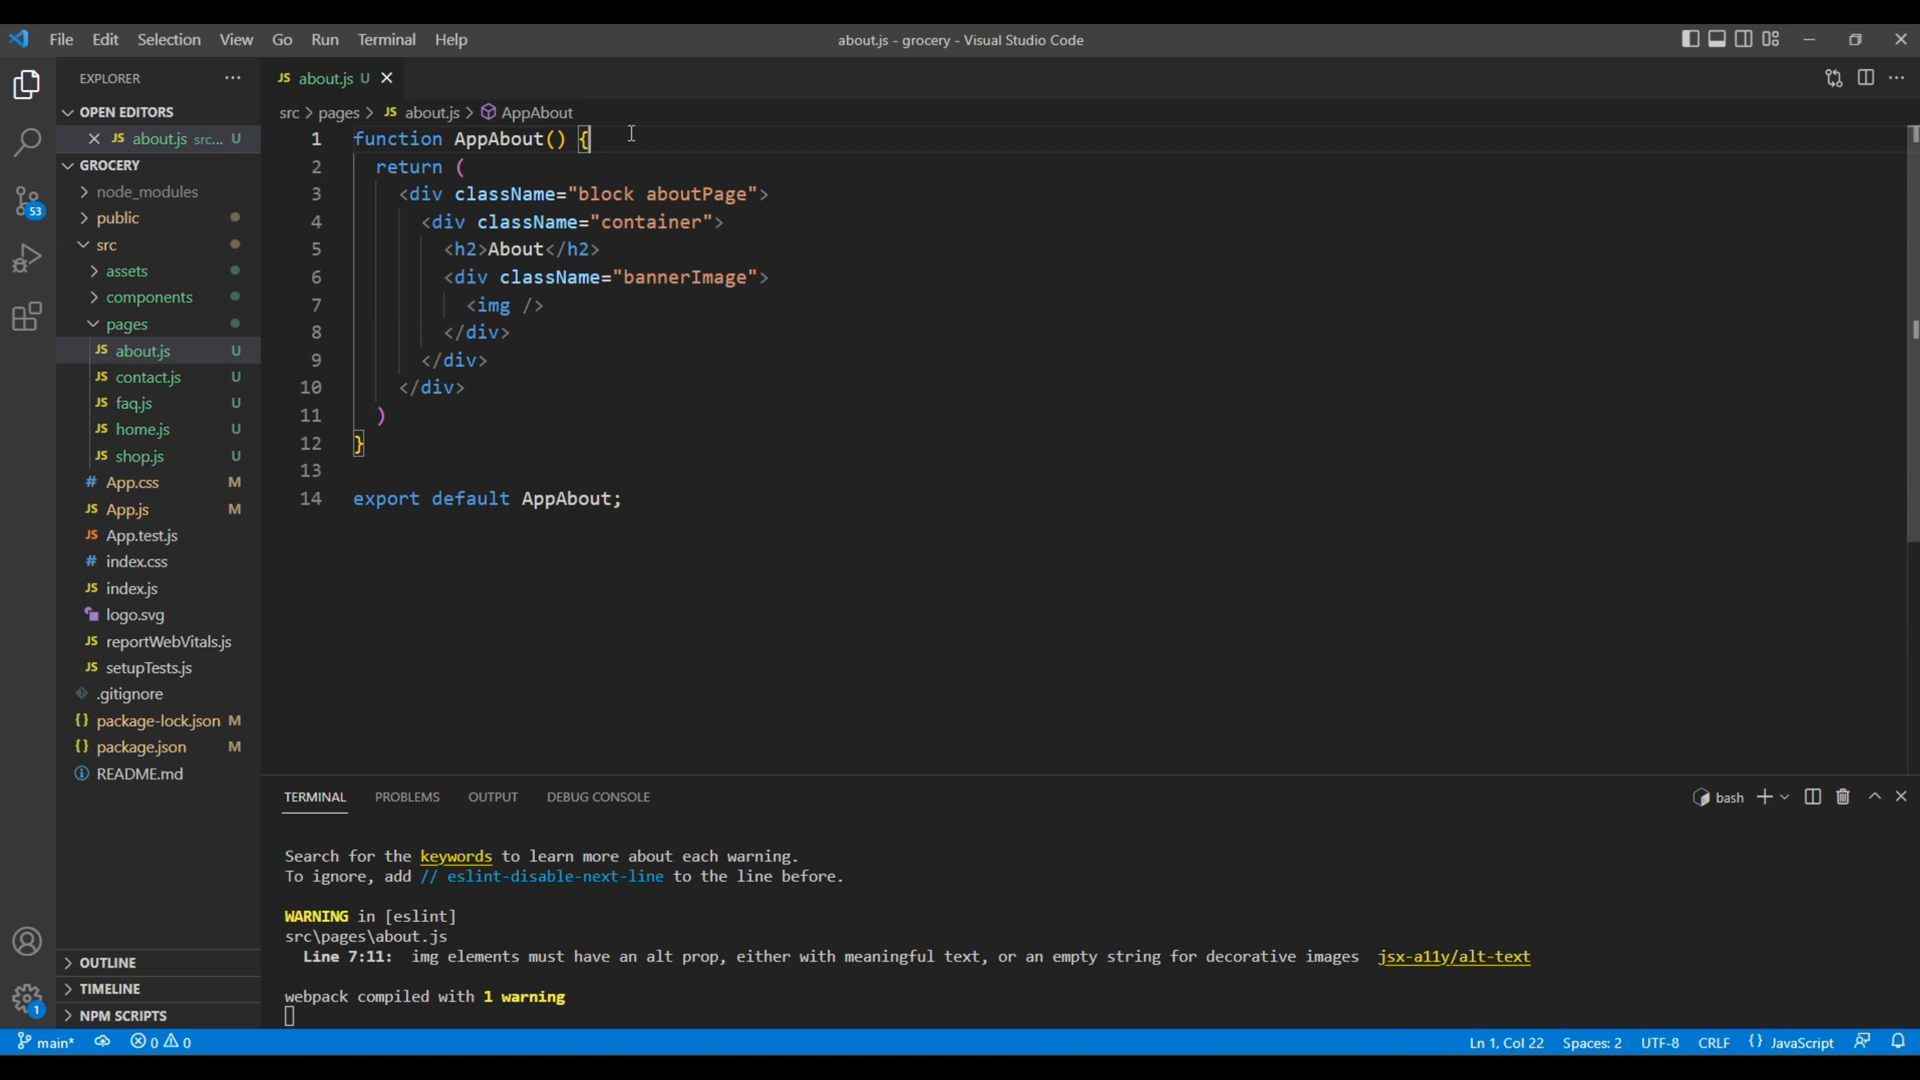 File Edit Selection View Go Run Terminal Help
about.js - grocery - Visual Studio Code
EXPLORER
JS about.js U
OPEN EDITORS
JS about.js src... U
GROCERY
node_modules
public
src
assets
components
pages
JS about.js U
JS contact.js U
JS faq.js U
JS home.js U
JS shop.js U
# App.css M
JS App.js M
JS App.test.js
# index.css
JS index.js
logo.svg
JS reportWebVitals.js
JS setupTests.js
.gitignore
{} package-lock.json M
{} package.json M
README.md
OUTLINE
TIMELINE
NPM SCRIPTS
53
1
src > pages > JS about.js > AppAbout
1 function AppAbout() {
2 return (
3 <div className="block aboutPage">
4 <div className="container">
5 <h2>About</h2>
6 <div className="bannerImage">
7 <img />
8 </div>
9 </div>
10 </div>
11 )
12 }
13
14 export default AppAbout;
TERMINAL PROBLEMS OUTPUT DEBUG CONSOLE
bash
Search for the keywords to learn more about each warning.
To ignore, add // eslint-disable-next-line to the line before.
WARNING in [eslint]
src\pages\about.js
Line 7:11: img elements must have an alt prop, either with meaningful text, or an empty string for decorative images jsx-a11y/alt-text
webpack compiled with 1 warning
main* 0 0
Ln 1, Col 22 Spaces: 2 UTF-8 CRLF {} JavaScript